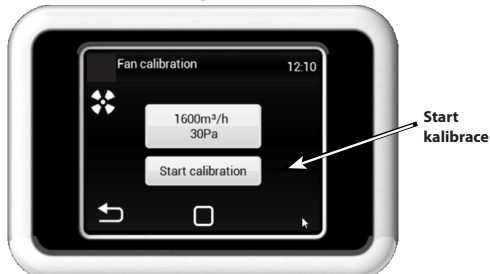 Fan calibration 12:10
1600m³/h
30Pa
Start calibration
Start
kalibrace